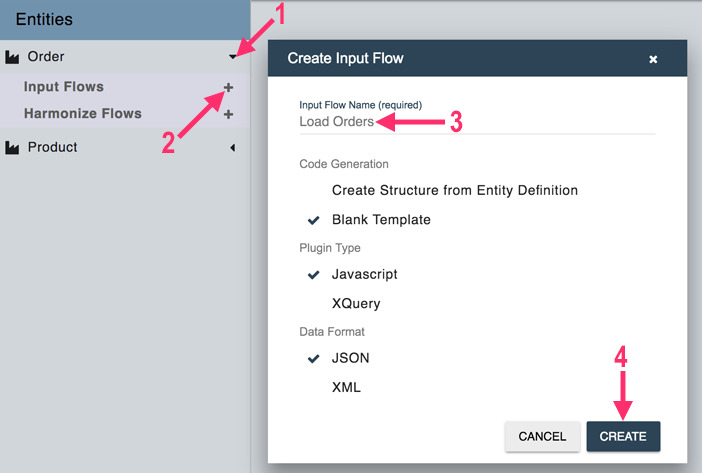 Entities
1
Order
Input Flows
Harmonize Flows
2
Product
Create Input Flow
Input Flow Name (required)
Load Orders
3
Code Generation
Create Structure from Entity Definition
Blank Template
Plugin Type
Javascript
XQuery
Data Format
JSON
XML
4
CANCEL CREATE